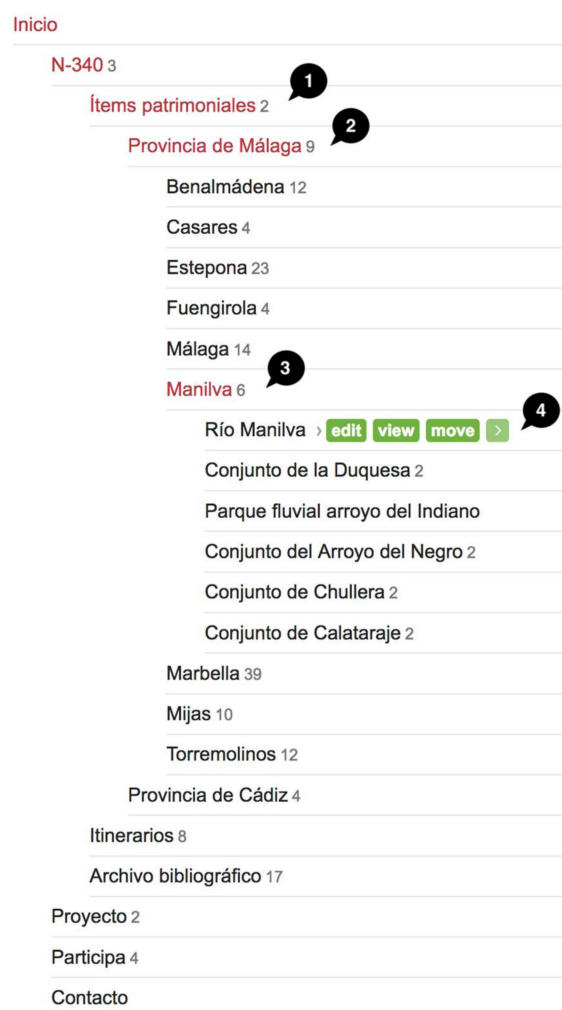 Inicio
N-340 3
1
Ítems patrimoniales 2
2
Provincia de Málaga 9
Benalmádena 12
Casares 4
Estepona 23
Fuengirola 4
Málaga 14
3
Manilva 6
4
Río Manilva › edit view move >
Conjunto de la Duquesa 2
Parque fluvial arroyo del Indiano
Conjunto del Arroyo del Negro 2
Conjunto de Chullera 2
Conjunto de Calataraje 2
Marbella 39
Mijas 10
Torremolinos 12
Provincia de Cádiz 4
Itinerarios 8
Archivo bibliográfico 17
Proyecto 2
Participa 4
Contacto